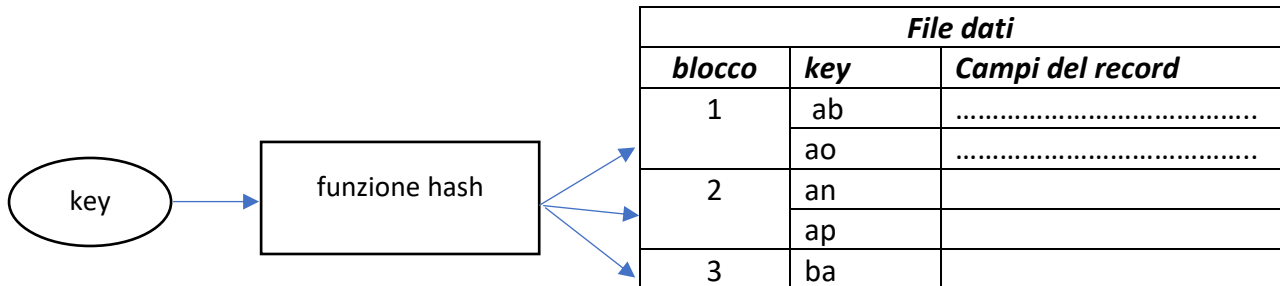 File dati
blocco key Campi del record
1 ab …………………………………..
ao …………………………………..
key funzione hash 2 an
ap
3 ba